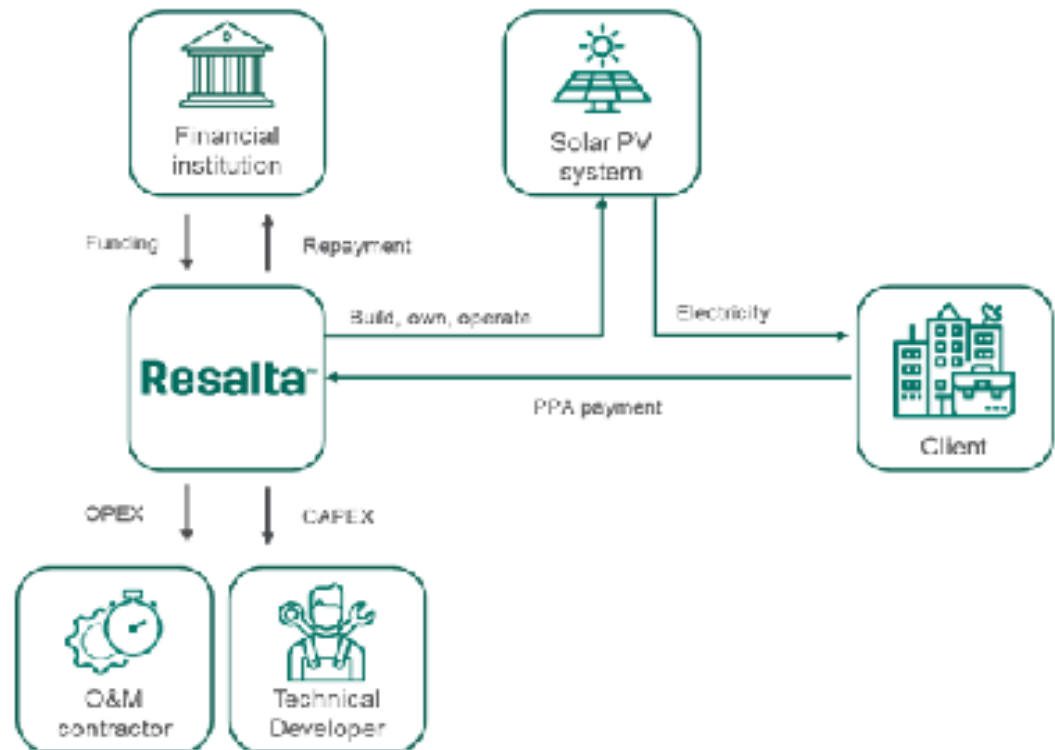 Financial
institution
Solar PV
system
Funding
Repayment
Build, own, operate
Electricity
Resalta™
PPA payment
Client
OPEX
CAPEX
O&M
contractor
Technical
Developer